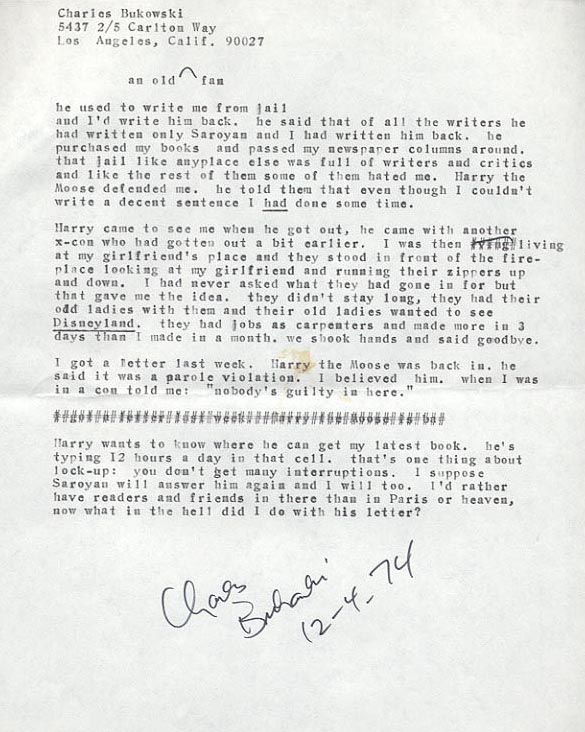 Charles Bukowski
5437 2/5 Carlton Way
Los Angeles, Calif. 90027
an old fan
he used to write me from jail
and I'd write him back. he said that of all the writers he
had written only Saroyan and I had written him back. he
purchased my books and passed my newspaper columns around.
that jail like anyplace else was full of writers and critics
and like the rest of them some of them hated me. Harry the
Moose defended me. he told them that even though I couldn't
write a decent sentence I had done some time.
Harry came to see me when he got out, he came with another
x-con who had gotten out a bit earlier. I was then living
at my girlfriend's place and they stood in front of the fire-
place looking at my girlfriend and running their zippers up
and down. I had never asked what they had gone in for but
that gave me the idea. they didn't stay long, they had their
old ladies with them and their old ladies wanted to see
Disneyland. they had jobs as carpenters and made more in 3
days than I made in a month. we shook hands and said goodbye.
I got a letter last week. Harry the Moose was back in. he
said it was a parole violation. I believed him. when I was
in a con told me: "nobody's guilty in here."
Harry wants to know where he can get my latest book. he's
typing 12 hours a day in that cell. that's one thing about
lock-up: you don't get many interruptions. I suppose
Saroyan will answer him again and I will too. I'd rather
have readers and friends in there than in Paris or heaven,
now what in the hell did I do with his letter?
Charles
Bukowski
12-4-74